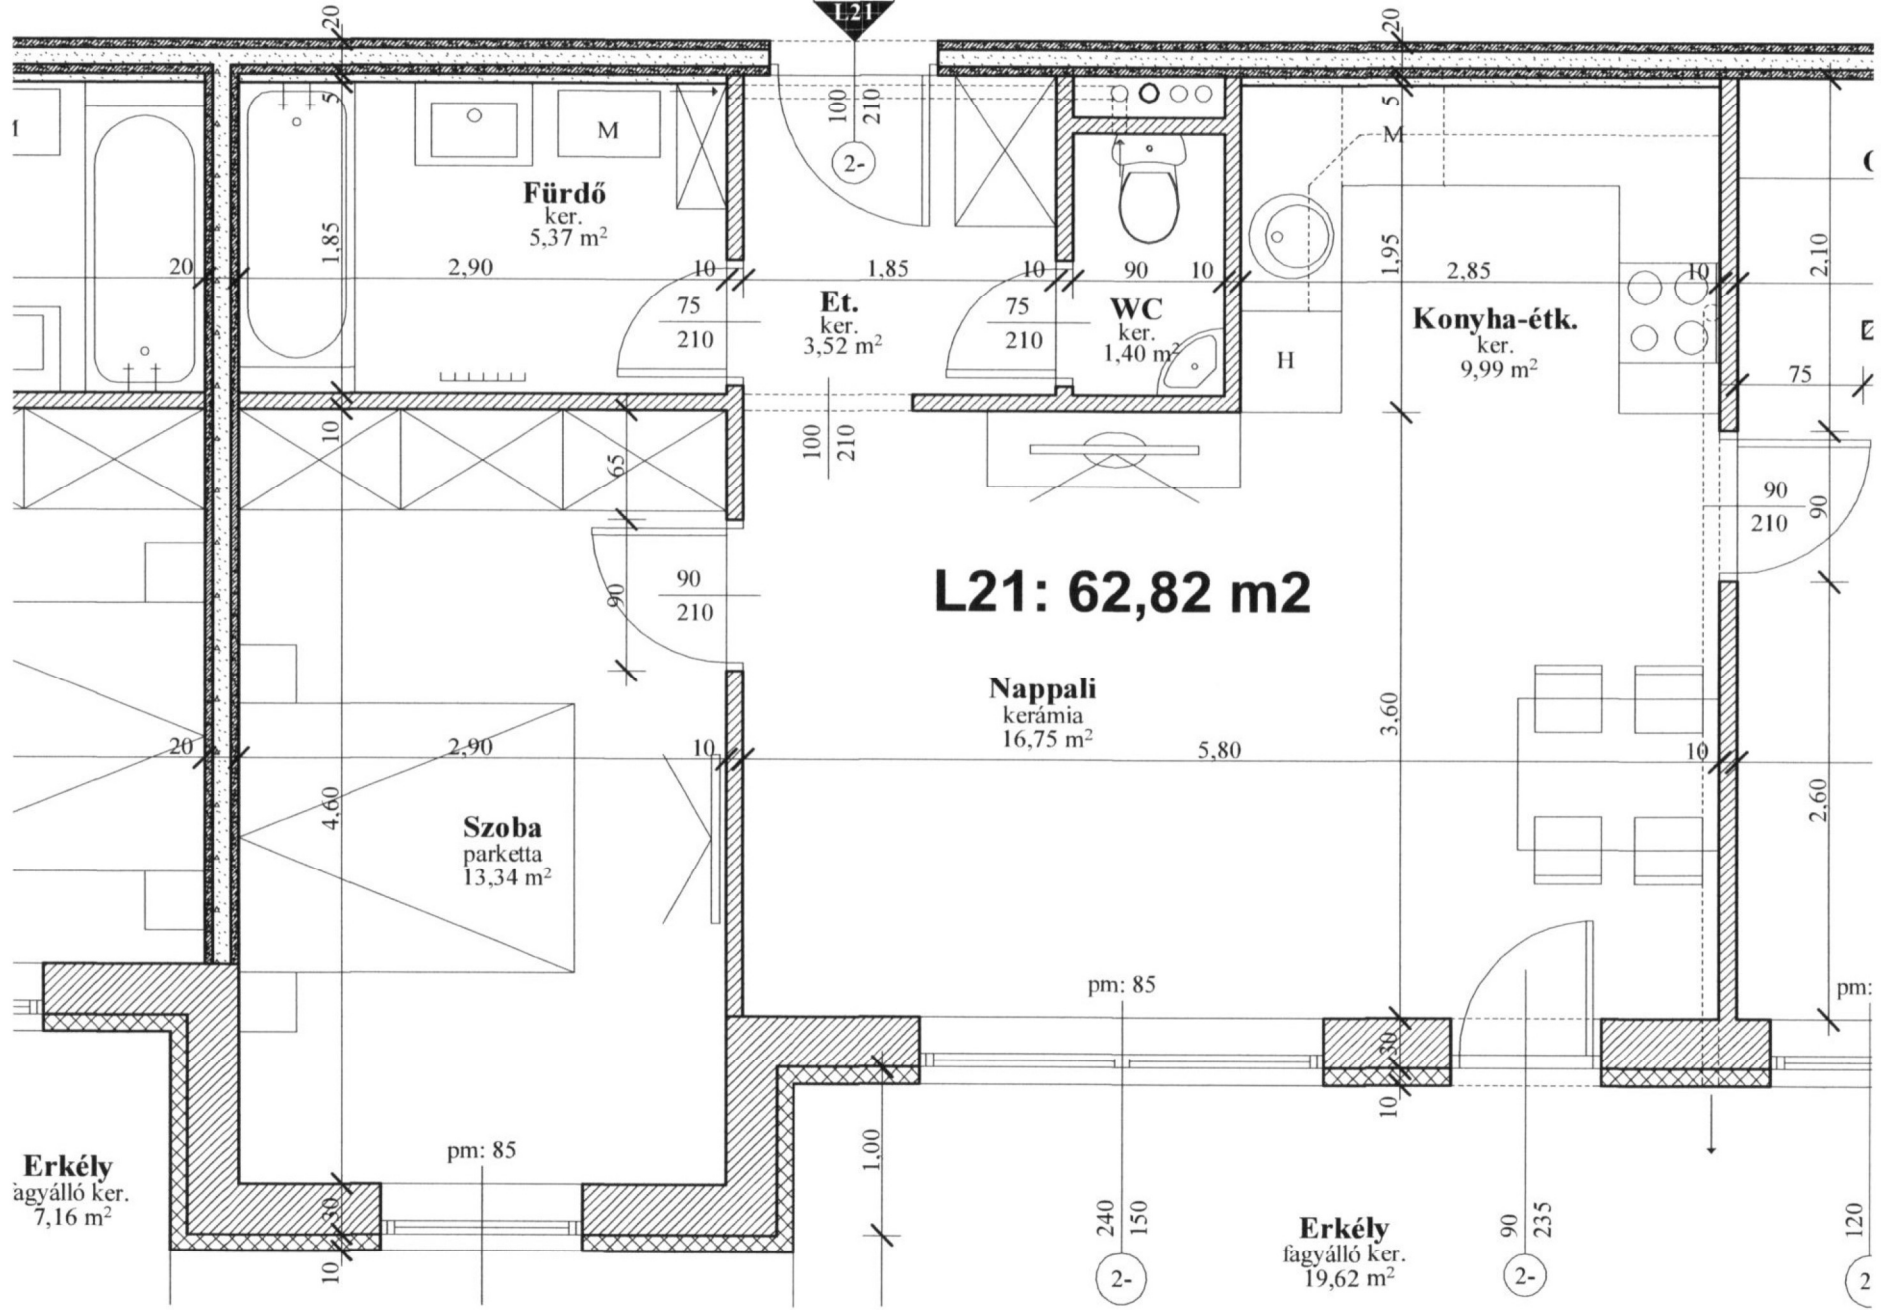 L21
20
20
5
5
M
100
210
2-
M
Fürdő
ker.
5,37 m²
1,85
20
2,90
10
1,85
10
90
10
1,95
2,85
10
2,10
75
210
Et.
ker.
3,52 m²
75
210
WC
ker.
1,40 m²
H
Konyha-étk.
ker.
9,99 m²
75
10
65
100
210
90
210
90
90
90
210
L21: 62,82 m2
Nappali
kerámia
16,75 m²
3,60
20
2,90
10
5,80
10
4,60
2,60
Szoba
parketta
13,34 m²
pm: 85
pm:
30
10
1,00
pm: 85
30
10
Erkély
fagyálló ker.
19,62 m²
Erkély
agyálló ker.
7,16 m²
240
150
90
235
120
2-
2-
2